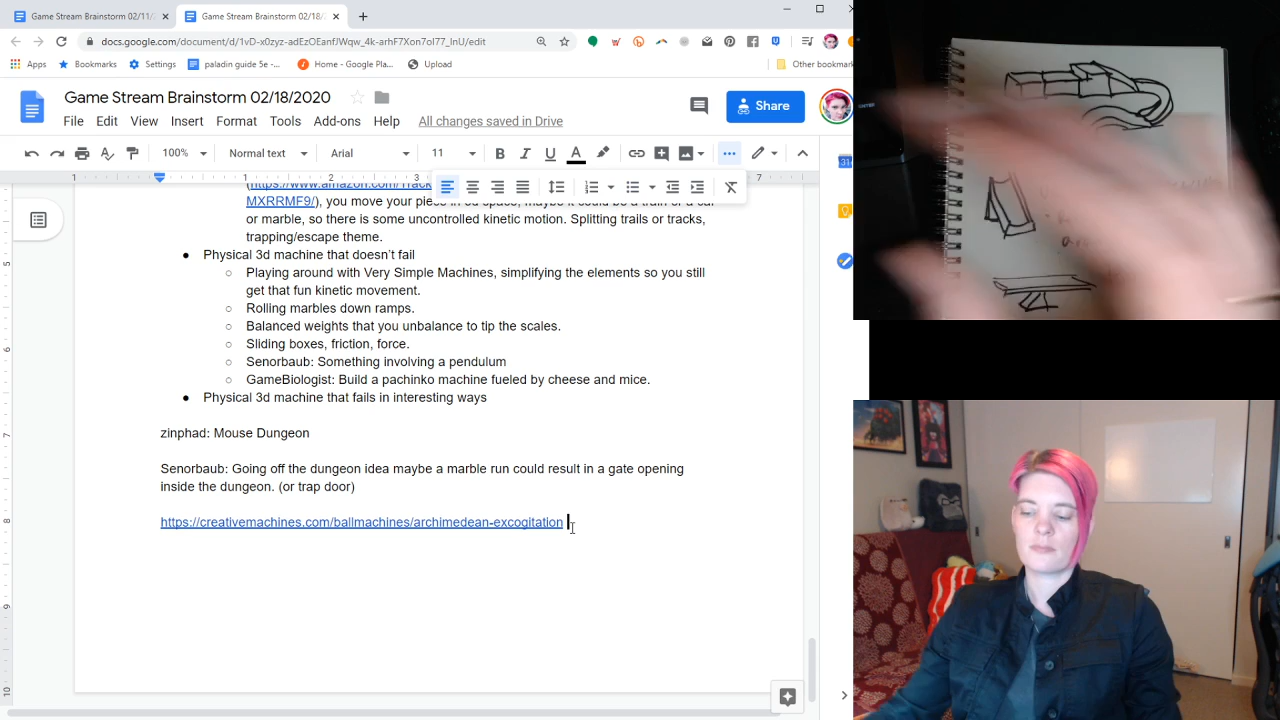 Game Stream Brainstorm 02/11/
Game Stream Brainstorm 02/18/
docs.google.com/document/d/1vD-x0zyz-adEzOEanfJWqw_4k-arhF7Xon7oI77_InU/edit
Apps
Bookmarks
Settings
paladin guide 5e -...
Home - Google Pla...
Upload
Other bookmar
Game Stream Brainstorm 02/18/2020
Share
File Edit View Insert Format Tools Add-ons Help All changes saved in Drive
100% Normal text Arial 11
1 1 3 7
MXRRMF9/), you move your piece in 3d space, maybe it could be a train or a car
or marble, so there is some uncontrolled kinetic motion. Splitting trails or tracks,
trapping/escape theme.
● Physical 3d machine that doesn't fail
○ Playing around with Very Simple Machines, simplifying the elements so you still
get that fun kinetic movement.
○ Rolling marbles down ramps.
○ Balanced weights that you unbalance to tip the scales.
○ Sliding boxes, friction, force.
○ Senorbaub: Something involving a pendulum
○ GameBiologist: Build a pachinko machine fueled by cheese and mice.
● Physical 3d machine that fails in interesting ways
zinphad: Mouse Dungeon
Senorbaub: Going off the dungeon idea maybe a marble run could result in a gate opening
inside the dungeon. (or trap door)
https://creativemachines.com/ballmachines/archimedean-excogitation